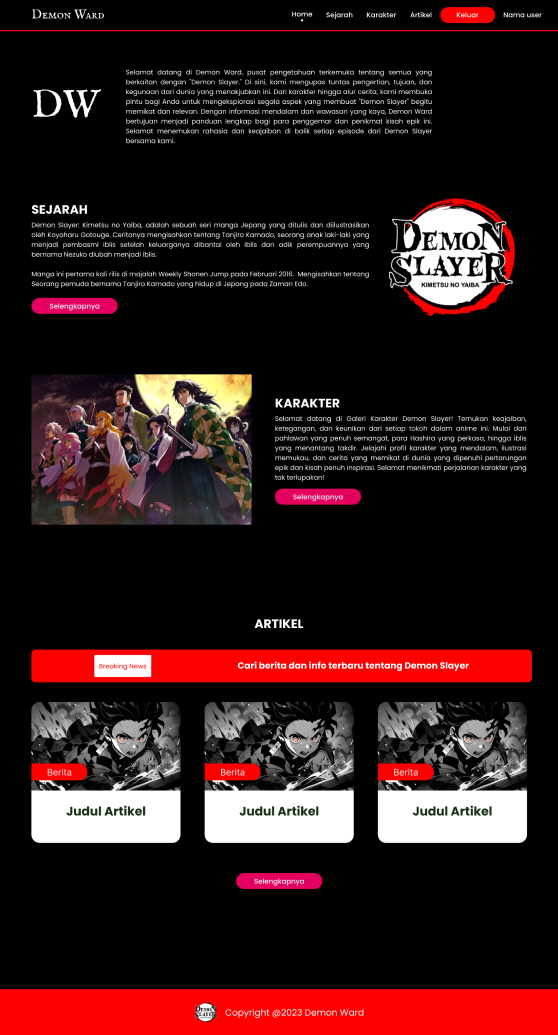 Demon Ward
Home
Sejarah
Karakter
Artikel
Keluar
Nama user
DW
Selamat datang di Demon Ward, pusat pengetahuan terkemuka tentang semua yang
berkaitan dengan "Demon Slayer." Di sini, kami mengupas tuntas pengertian, tujuan, dan
kegunaan dari dunia yang menakjubkan ini. Dari karakter hingga alur cerita, kami membuka
pintu bagi Anda untuk mengeksplorasi segala aspek yang membuat "Demon Slayer" begitu
memikat dan relevan. Dengan informasi mendalam dan wawasan yang kaya, Demon Ward
bertujuan menjadi panduan lengkap bagi para penggemar dan penikmat kisah epik ini.
Selamat menemukan rahasia dan keajaiban di balik setiap episode dari Demon Slayer
bersama kami.
SEJARAH
Demon Slayer: Kimetsu no Yaiba, adalah sebuah seri manga Jepang yang ditulis dan diilustrasikan
oleh Koyoharu Gotouge. Ceritanya mengisahkan tentang Tanjiro Kamado, seorang anak laki-laki yang
menjadi pembasmi iblis setelah keluarganya dibantai oleh iblis dan adik perempuannya yang
bernama Nezuko diubah menjadi iblis.
Manga ini pertama kali rilis di majalah Weekly Shonen Jump pada Februari 2016. Mengisahkan tentang
Seorang pemuda bernama Tanjiro Kamado yang hidup di Jepang pada Zaman Edo.
Selengkapnya
DEMON
SLAYER
KIMETSU NO YAIBA
KARAKTER
Selamat datang di Galeri Karakter Demon Slayer! Temukan keajaiban,
ketegangan, dan keunikan dari setiap tokoh dalam anime ini. Mulai dari
pahlawan yang penuh semangat, para Hashira yang perkasa, hingga iblis
yang menantang takdir. Jelajahi profil karakter yang mendalam, ilustrasi
memukau, dan cerita yang memikat di dunia yang dipenuhi pertarungan
epik dan kisah penuh inspirasi. Selamat menikmati perjalanan karakter yang
tak terlupakan!
Selengkapnya
ARTIKEL
Breaking News
Cari berita dan info terbaru tentang Demon Slayer
Berita
Judul Artikel
Berita
Judul Artikel
Berita
Judul Artikel
Selengkapnya
DEMON
SLAYER
Copyright @2023 Demon Ward